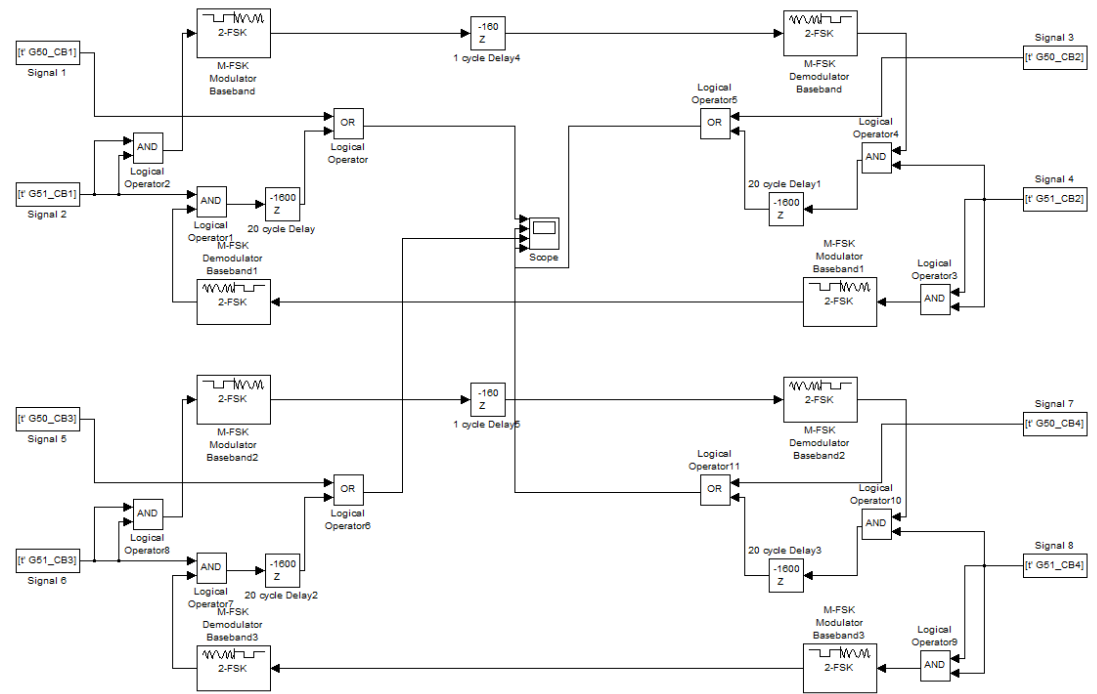 2-FSK
M-FSK
Modulator
Baseband
-160
Z
1 cycle Delay4
2-FSK
M-FSK
Demodulator
Baseband
[t' G50_CB1]
Signal 1
Signal 3
[t' G50_CB2]
OR
Logical
Operator
Logical
Operator5
OR
AND
Logical
Operator2
Logical
Operator4
AND
[t' G51_CB1]
Signal 2
AND
Logical
Operator1
-1600
Z
20 cycle Delay
20 cycle Delay1
-1600
Z
Signal 4
[t' G51_CB2]
Scope
M-FSK
Demodulator
Baseband1
2-FSK
M-FSK
Modulator
Baseband1
2-FSK
Logical
Operator3
AND
2-FSK
M-FSK
Modulator
Baseband2
-160
Z
1 cycle Delay5
2-FSK
M-FSK
Demodulator
Baseband2
[t' G50_CB3]
Signal 5
Signal 7
[t' G50_CB4]
OR
Logical
Operator6
Logical
Operator11
OR
AND
Logical
Operator8
Logical
Operator10
AND
[t' G51_CB3]
Signal 6
AND
Logical
Operator7
-1600
Z
20 cycle Delay2
20 cycle Delay3
-1600
Z
Signal 8
[t' G51_CB4]
M-FSK
Demodulator
Baseband3
2-FSK
M-FSK
Modulator
Baseband3
2-FSK
Logical
Operator9
AND